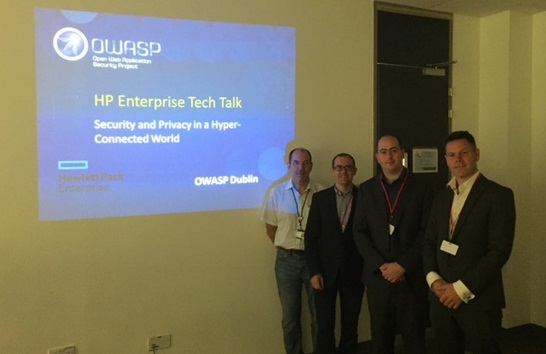 OWASP
Open Web Application
Security Project
HP Enterprise Tech Talk
Security and Privacy in a Hyper-
Connected World
Hewlett Pack
Enterprise
OWASP Dublin